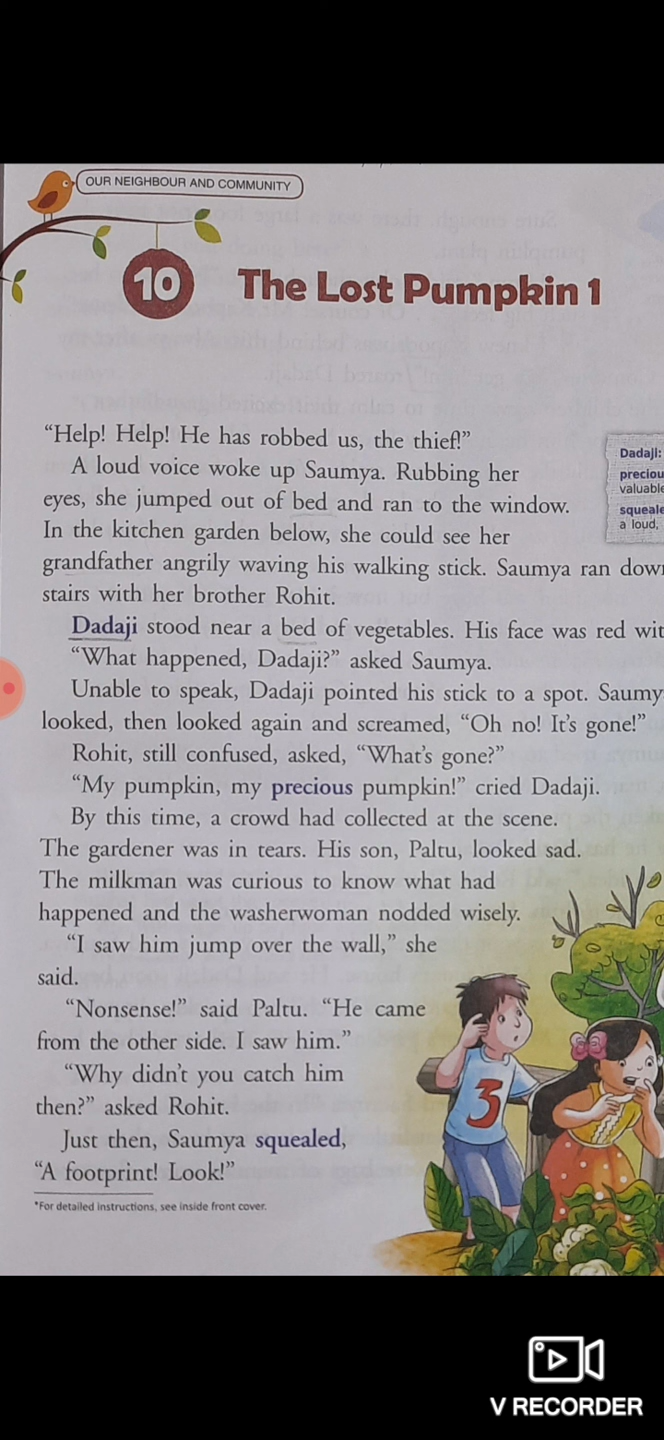 OUR NEIGHBOUR AND COMMUNITY
10 The Lost Pumpkin 1
“Help! Help! He has robbed us, the thief!”
A loud voice woke up Saumya. Rubbing her
eyes, she jumped out of bed and ran to the window.
In the kitchen garden below, she could see her
grandfather angrily waving his walking stick. Saumya ran
stairs with her brother Rohit.
Dadaji stood near a bed of vegetables. His face was red
“What happened, Dadaji?” asked Saumya.
Unable to speak, Dadaji pointed his stick to a spot.
looked, then looked again and screamed, “Oh no! It’s gone!”
Rohit, still confused, asked, “What’s gone?”
“My pumpkin, my precious pumpkin!” cried Dadaji.
By this time, a crowd had collected at the scene.
The gardener was in tears. His son, Paltu, looked sad.
The milkman was curious to know what had
happened and the washerwoman nodded wisely.
“I saw him jump over the wall,” she
said.
“Nonsense!” said Paltu. “He came
from the other side. I saw him.”
“Why didn’t you catch him
then?” asked Rohit.
Just then, Saumya squealed,
“A footprint! Look!”
*For detailed instructions, see inside front cover.
Dadaji:
valuable
a loud,
3
V RECORDER